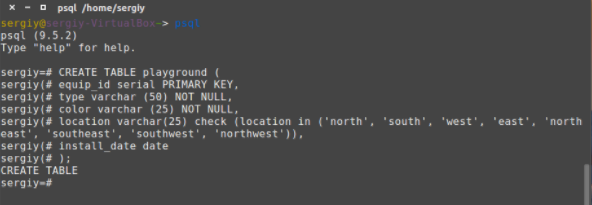 psql /home/sergiy
sergiy@sergiy-VirtualBox~> psql
psql (9.5.2)
Type "help" for help.
sergiy=# CREATE TABLE playground (
sergiy(# equip_id serial PRIMARY KEY,
sergiy(# type varchar (50) NOT NULL,
sergiy(# color varchar (25) NOT NULL,
sergiy(# location varchar(25) check (location in ('north', 'south', 'west', 'east', 'north
east', 'southeast', 'southwest', 'northwest')),
sergiy(# install_date date
sergiy(# );
CREATE TABLE
sergiy=#